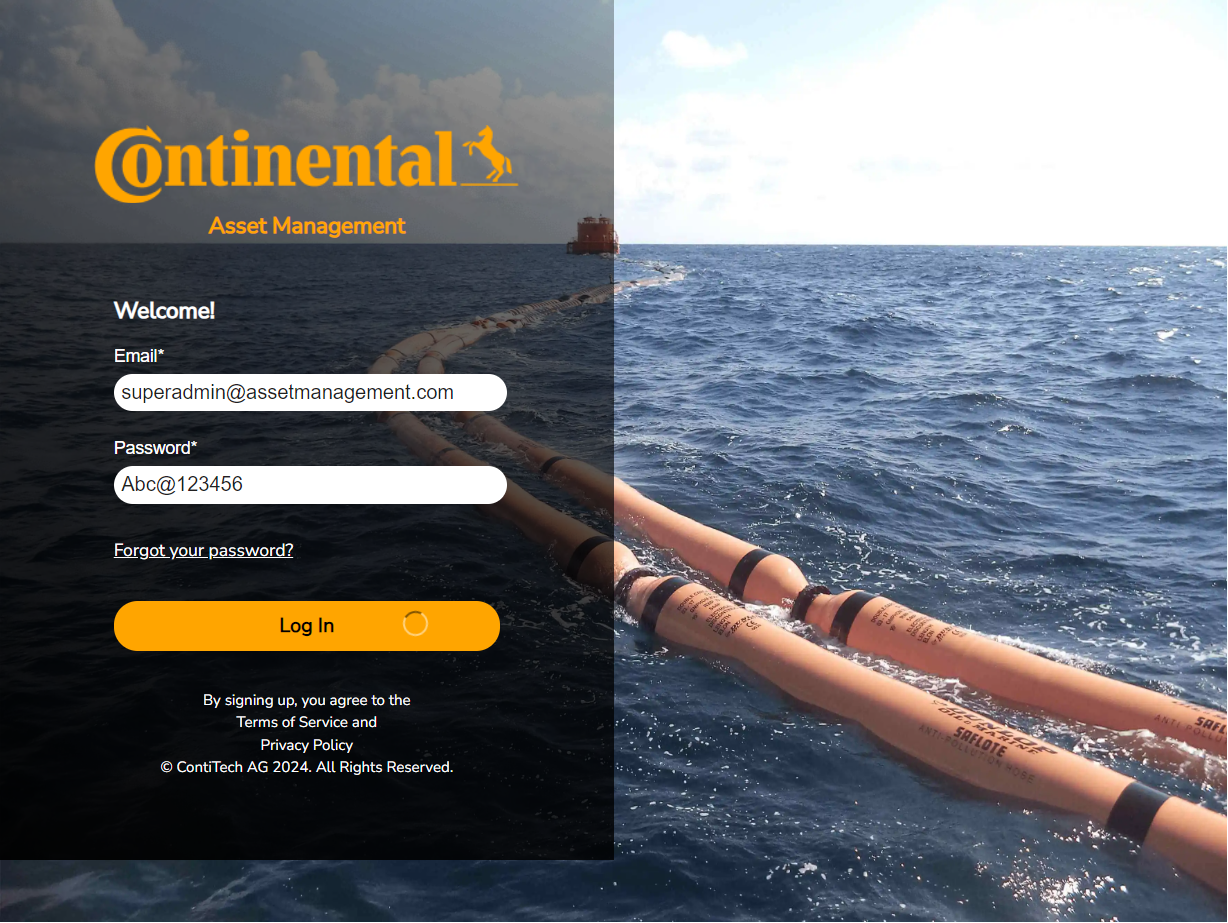 Continental
Asset Management
Welcome!
Email*
superadmin@assetmanagement.com
Password*
Abc@123456
Forgot your password?
Log In
By signing up, you agree to the
Terms of Service and
Privacy Policy
© ContiTech AG 2024. All Rights Reserved.
SAFLOTE
ANTI-POLLUTION HOSE